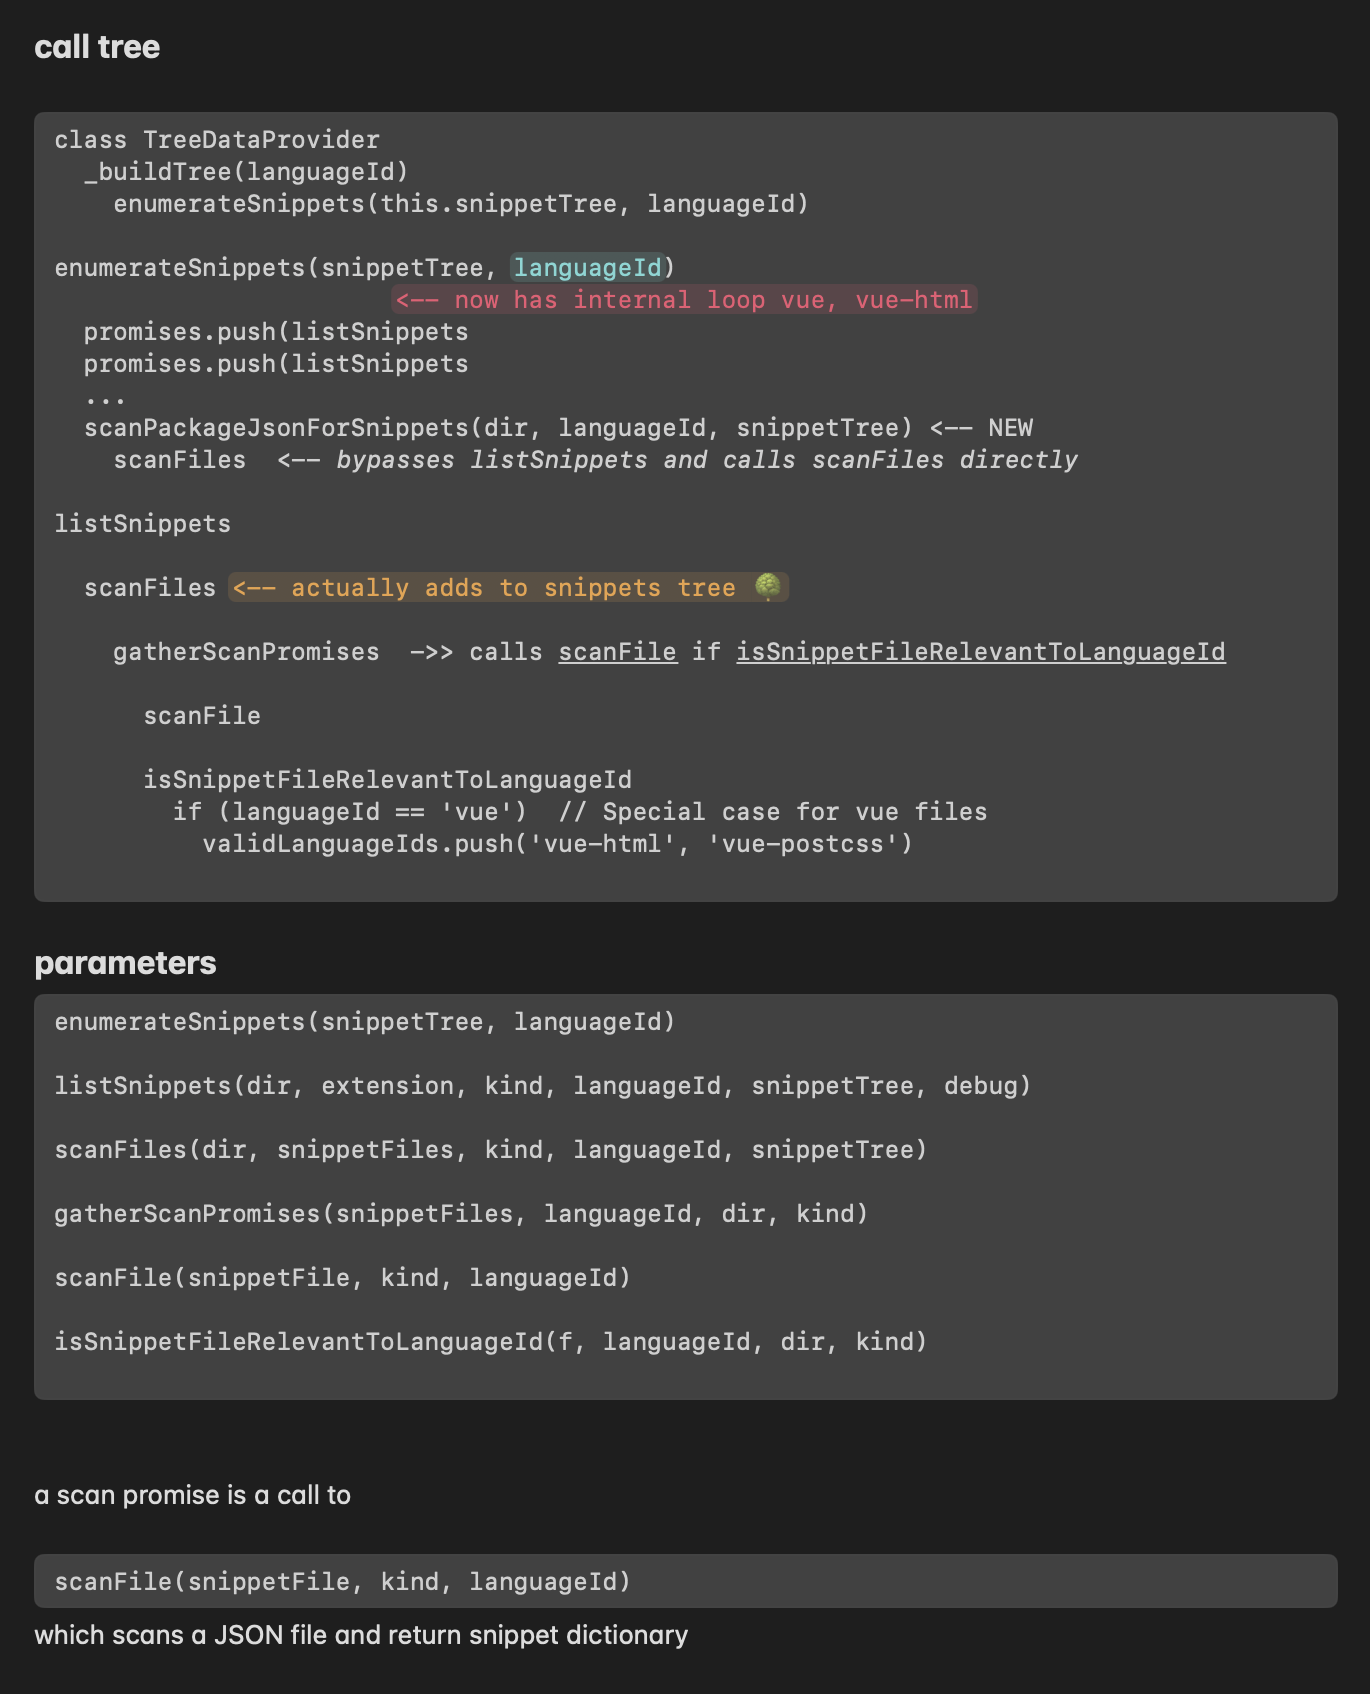 call tree
class TreeDataProvider
_buildTree(languageId)
enumerateSnippets(this.snippetTree, languageId)
enumerateSnippets(snippetTree, languageId)
<-- now has internal loop vue, vue-html
promises.push(listSnippets
promises.push(listSnippets
...
scanPackageJsonForSnippets(dir, languageId, snippetTree) <-- NEW
scanFiles  <-- bypasses listSnippets and calls scanFiles directly
listSnippets
scanFiles <-- actually adds to snippets tree 🌳
gatherScanPromises  ->> calls scanFile if isSnippetFileRelevantToLanguageId
scanFile
isSnippetFileRelevantToLanguageId
if (languageId == 'vue')  // Special case for vue files
validLanguageIds.push('vue-html', 'vue-postcss')
parameters
enumerateSnippets(snippetTree, languageId)
listSnippets(dir, extension, kind, languageId, snippetTree, debug)
scanFiles(dir, snippetFiles, kind, languageId, snippetTree)
gatherScanPromises(snippetFiles, languageId, dir, kind)
scanFile(snippetFile, kind, languageId)
isSnippetFileRelevantToLanguageId(f, languageId, dir, kind)
a scan promise is a call to
scanFile(snippetFile, kind, languageId)
which scans a JSON file and return snippet dictionary